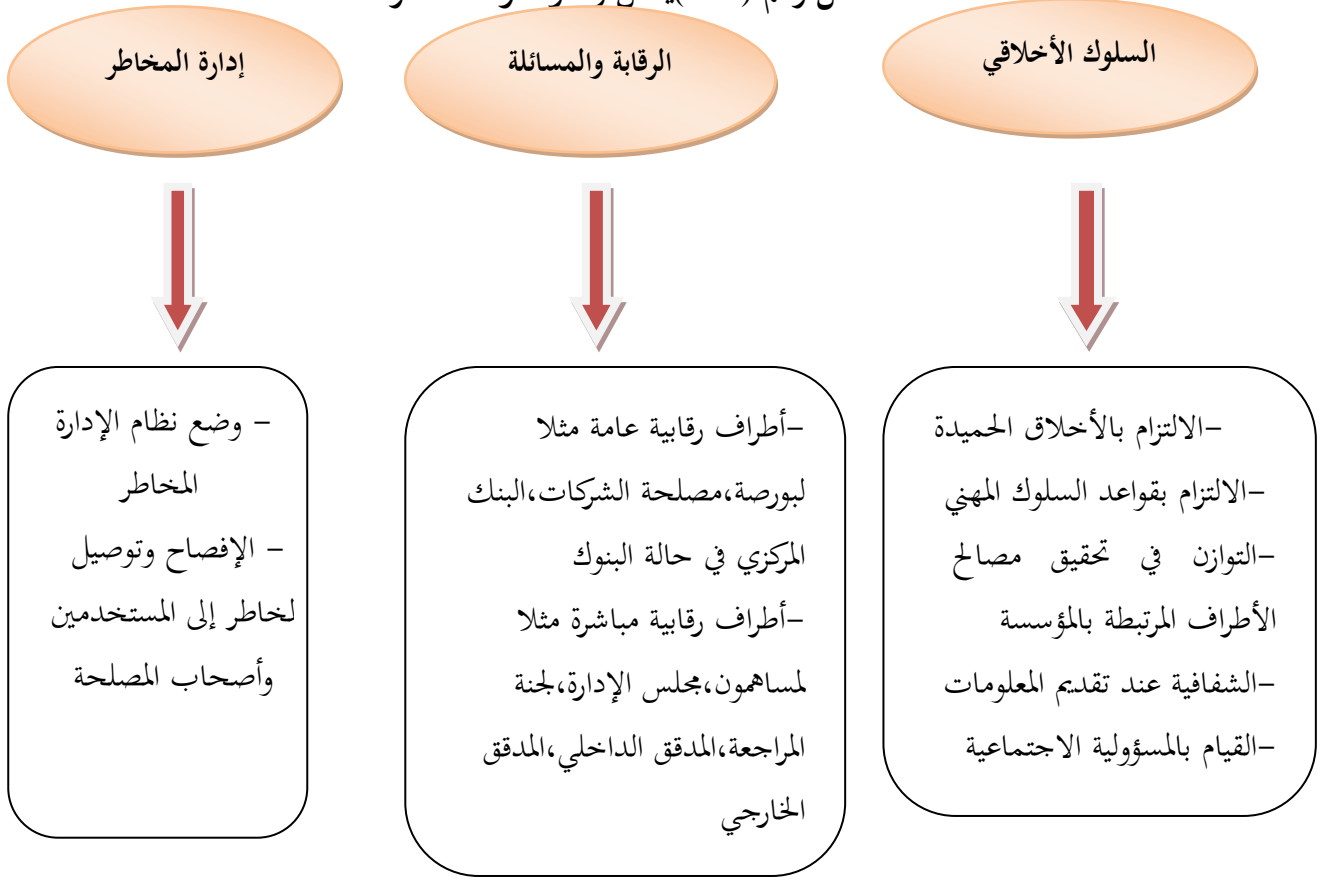 السلوك الأخلاقي
الرقابة والمسائلة
إدارة المخاطر
–الالتزام بالأخلاق الحميدة
–الالتزام بقواعد السلوك المهني
–التوازن في تحقيق مصالح
الأطراف المرتبطة بالمؤسسة
–الشفافية عند تقديم المعلومات
–القيام بالمسؤولية الاجتماعية
–أطراف رقابية عامة مثلا
لبورصة،مصلحة الشركات،البنك
المركزي في حالة البنوك
–أطراف رقابية مباشرة مثلا
لمساهمون،مجلس الإدارة،لجنة
المراجعة،المدقق الداخلي،المدقق
الخارجي
– وضع نظام الإدارة
المخاطر
– الإفصاح وتوصيل
لخاطر إلى المستخدمين
وأصحاب المصلحة